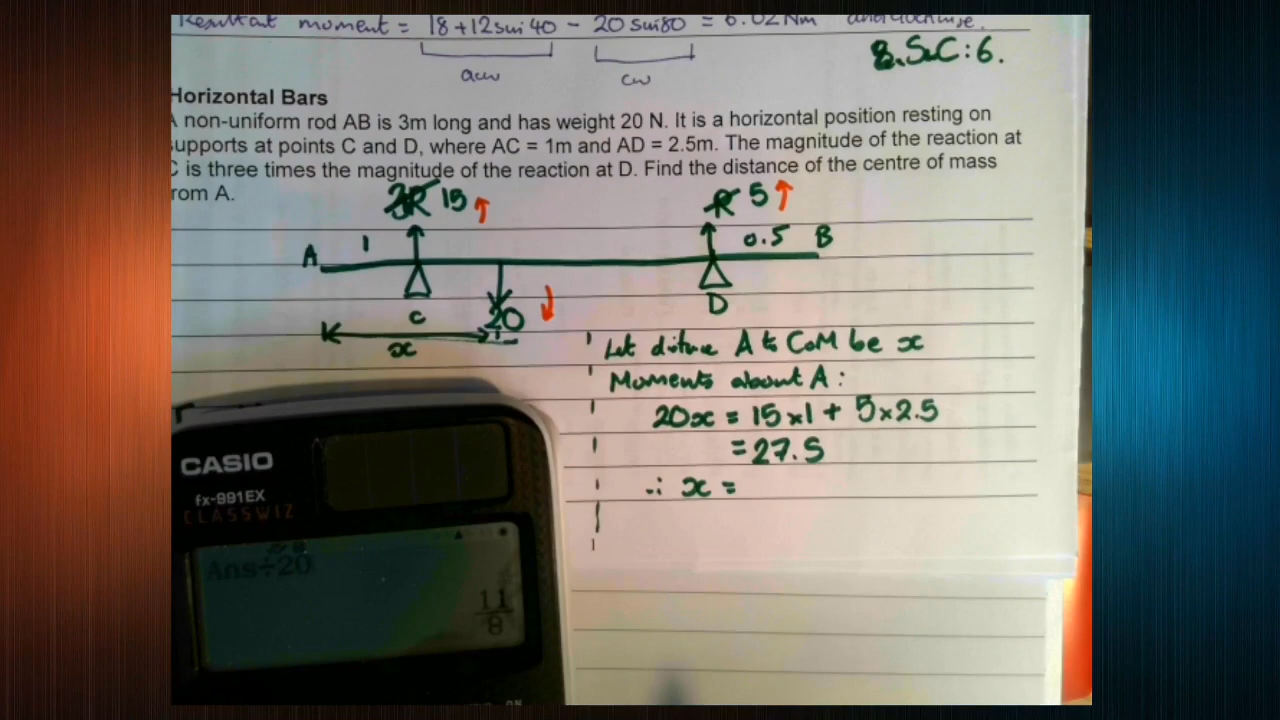 Resultant moment = 18 + 12 sin 40 - 20 sin 80 = 6.02 Nm anticlockwise.
acw cw
8.S.C:6.
Horizontal Bars
A non-uniform rod AB is 3m long and has weight 20 N. It is a horizontal position resting on
supports at points C and D, where AC = 1m and AD = 2.5m. The magnitude of the reaction at
C is three times the magnitude of the reaction at D. Find the distance of the centre of mass
from A.
3R 15 R 5
A 1 0.5 B
C D
20
x
Let distnce A to CoM be x
Moments about A:
20x = 15×1 + 5×2.5
= 27.5
∴ x =
CASIO
fx-991EX
CLASSWIZ
Ans÷20
11
8
ON